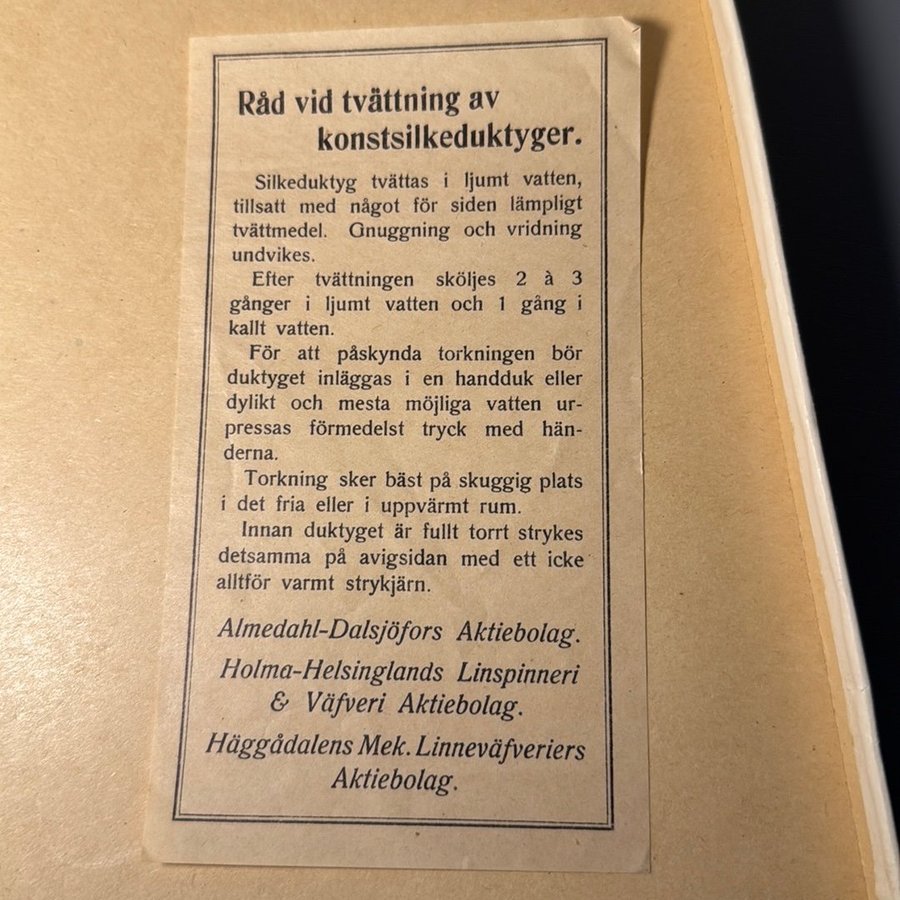 Råd vid tvättning av
konstsilkeduktyger.
Silkeduktyg tvättas i ljumt vatten,
tillsatt med något för siden lämpligt
tvättmedel. Gnuggning och vridning
undvikes.
Efter tvättningen sköljes 2 à 3
gånger i ljumt vatten och 1 gång i
kallt vatten.
För att påskynda torkningen bör
duktyget inläggas i en handduk eller
dylikt och mesta möjliga vatten ur-
pressas förmedelst tryck med hän-
derna.
Torkning sker bäst på skuggig plats
i det fria eller i uppvärmt rum.
Innan duktyget är fullt torrt strykes
detsamma på avigsidan med ett icke
alltför varmt strykjärn.
Almedahl-Dalsjöfors Aktiebolag.
Holma-Helsinglands Linspinneri
& Väfveri Aktiebolag.
Häggådalens Mek. Linneväfveriers
Aktiebolag.